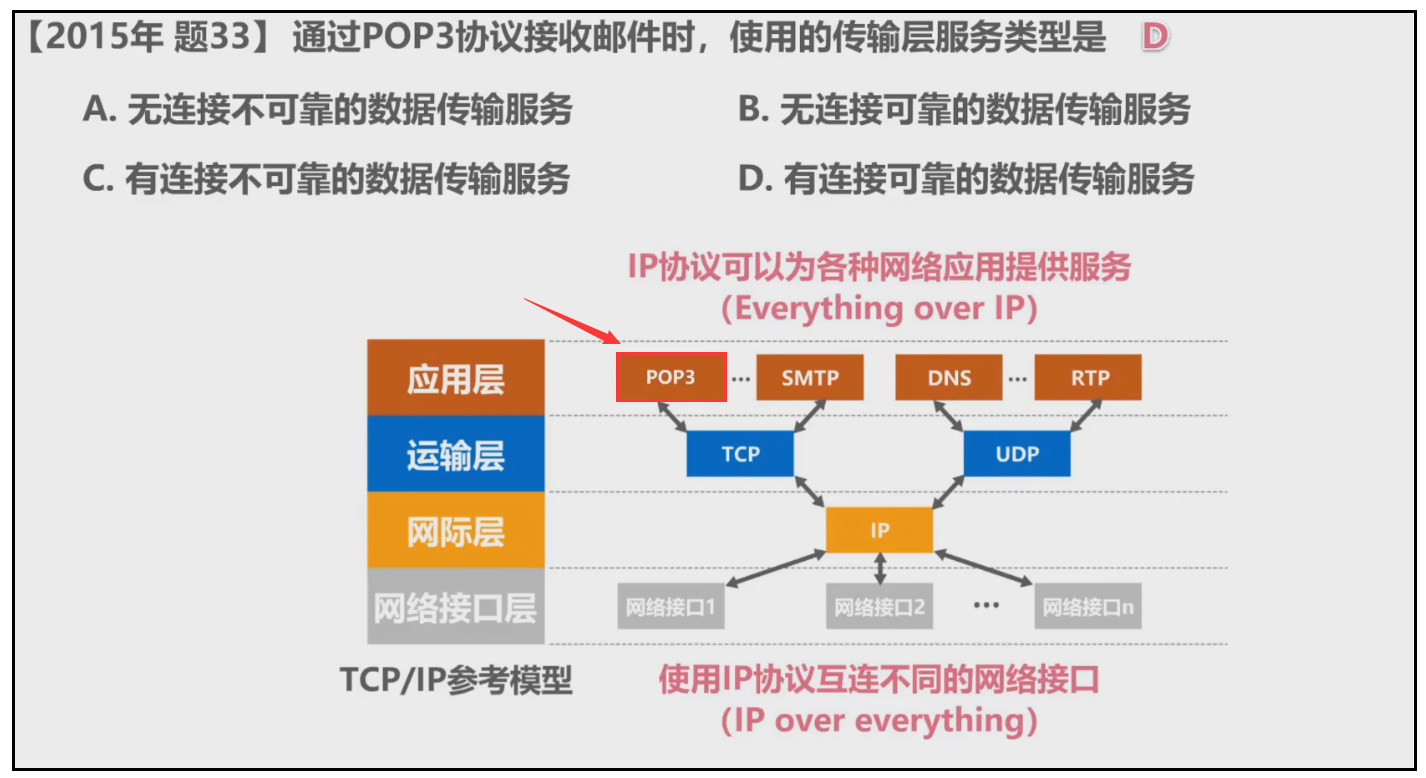 【2015年 题33】 通过POP3协议接收邮件时，使用的传输层服务类型是 D
A. 无连接不可靠的数据传输服务 B. 无连接可靠的数据传输服务
C. 有连接不可靠的数据传输服务 D. 有连接可靠的数据传输服务
IP协议可以为各种网络应用提供服务
（Everything over IP）
应用层 POP3 … SMTP DNS … RTP
运输层 TCP UDP
网际层 IP
网络接口层 网络接口1 网络接口2 … 网络接口n
TCP/IP参考模型 使用IP协议互连不同的网络接口
（IP over everything）